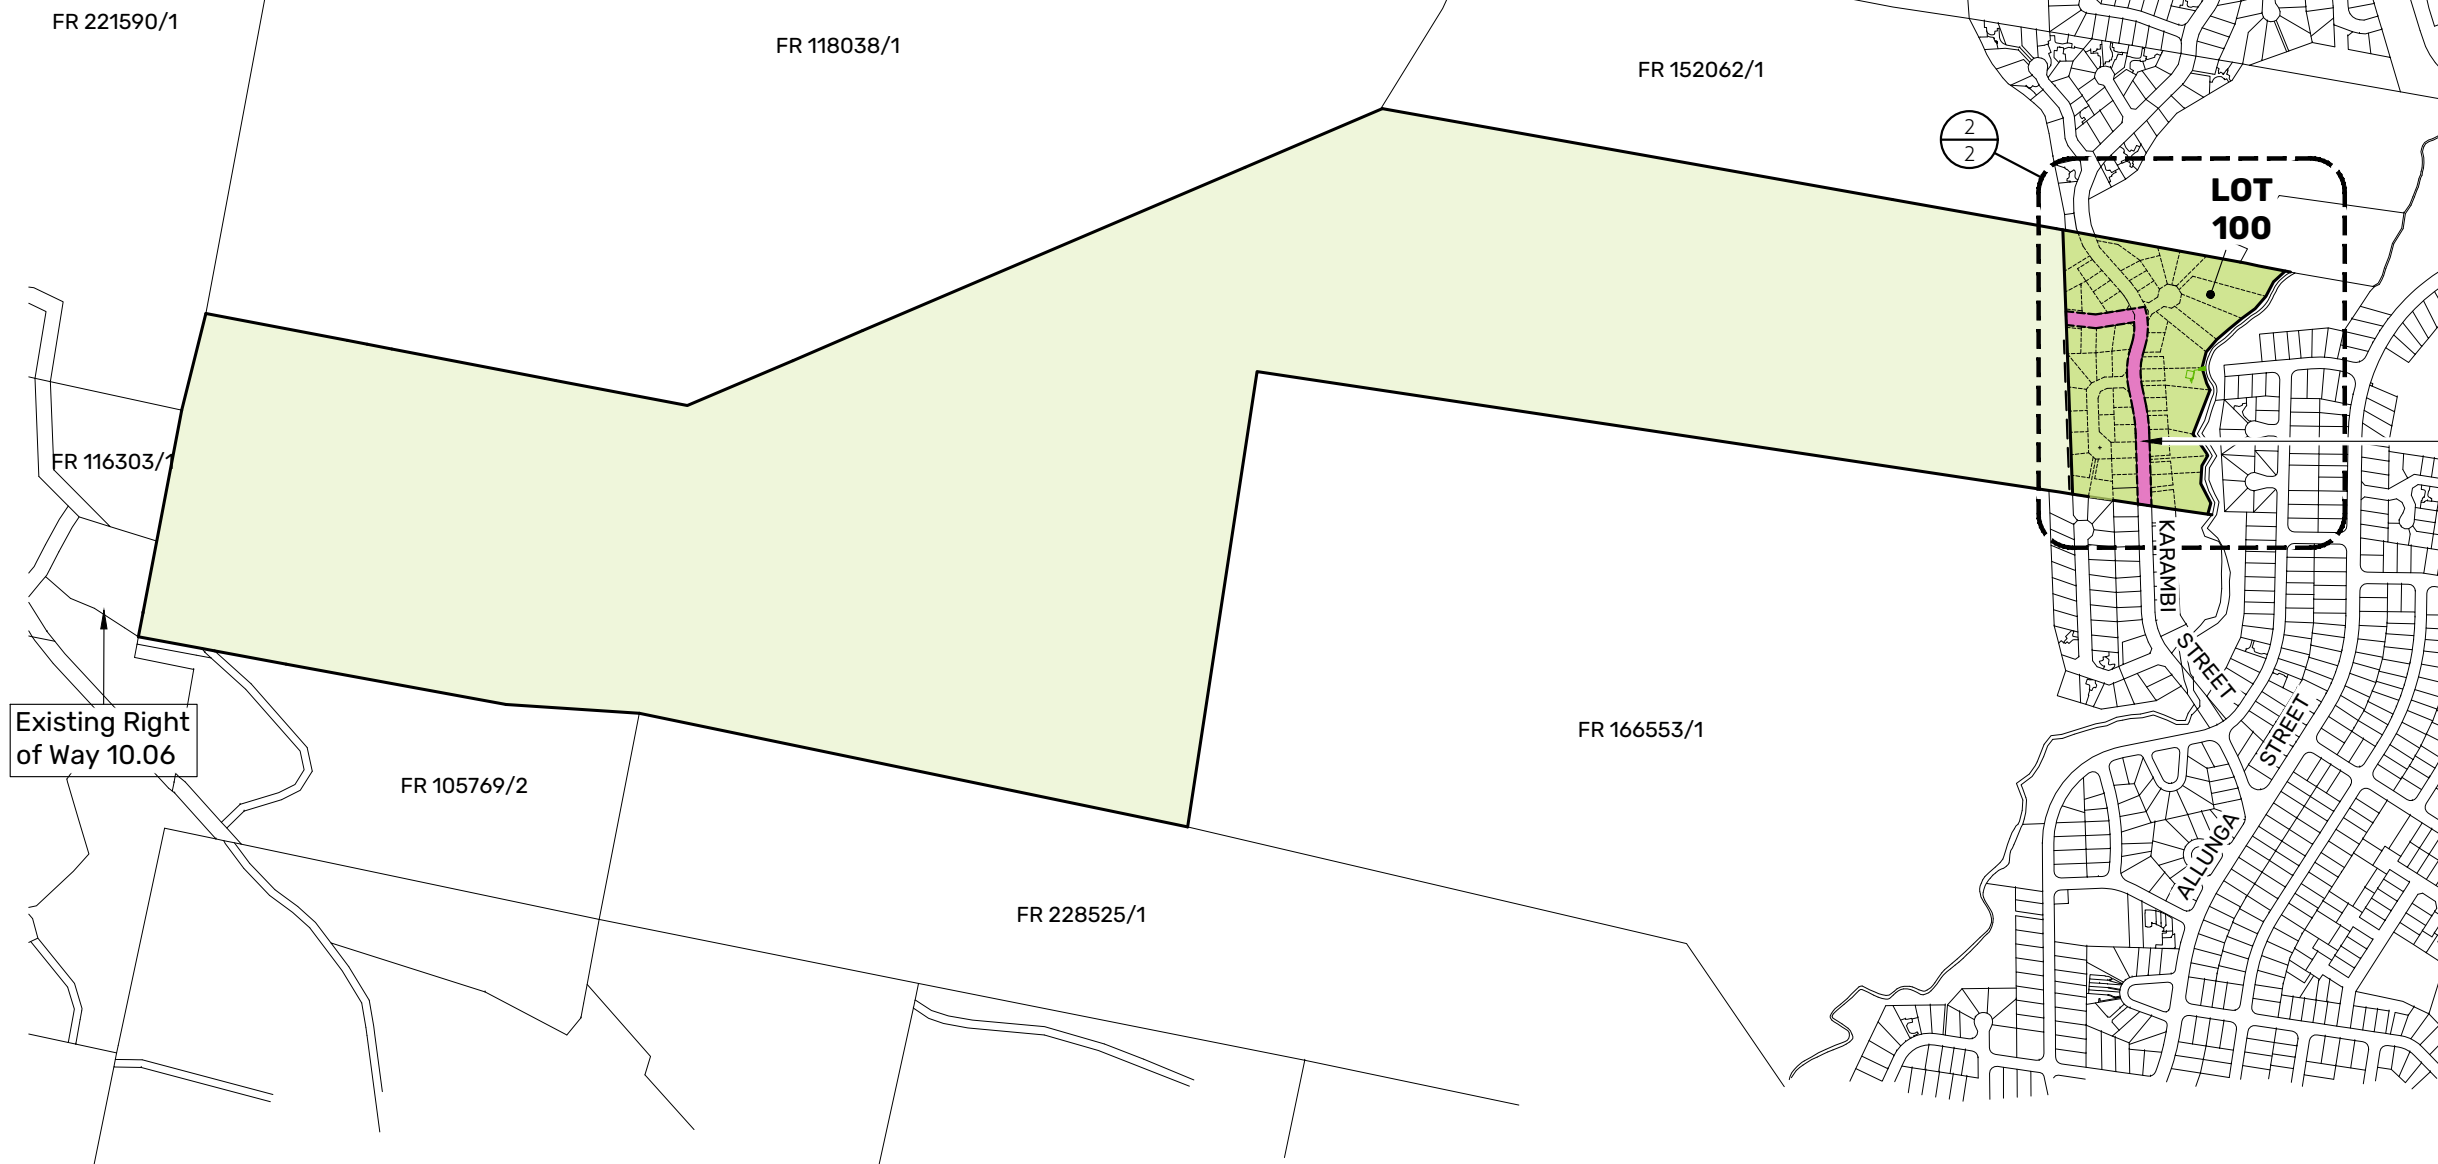 FR 221590/1
FR 118038/1
FR 152062/1
2
2
LOT
100
FR 116303/1
KARAMBI
STREET
Existing Right
of Way 10.06
FR 105769/2
FR 166553/1
STREET
ALLUNGA
FR 228525/1